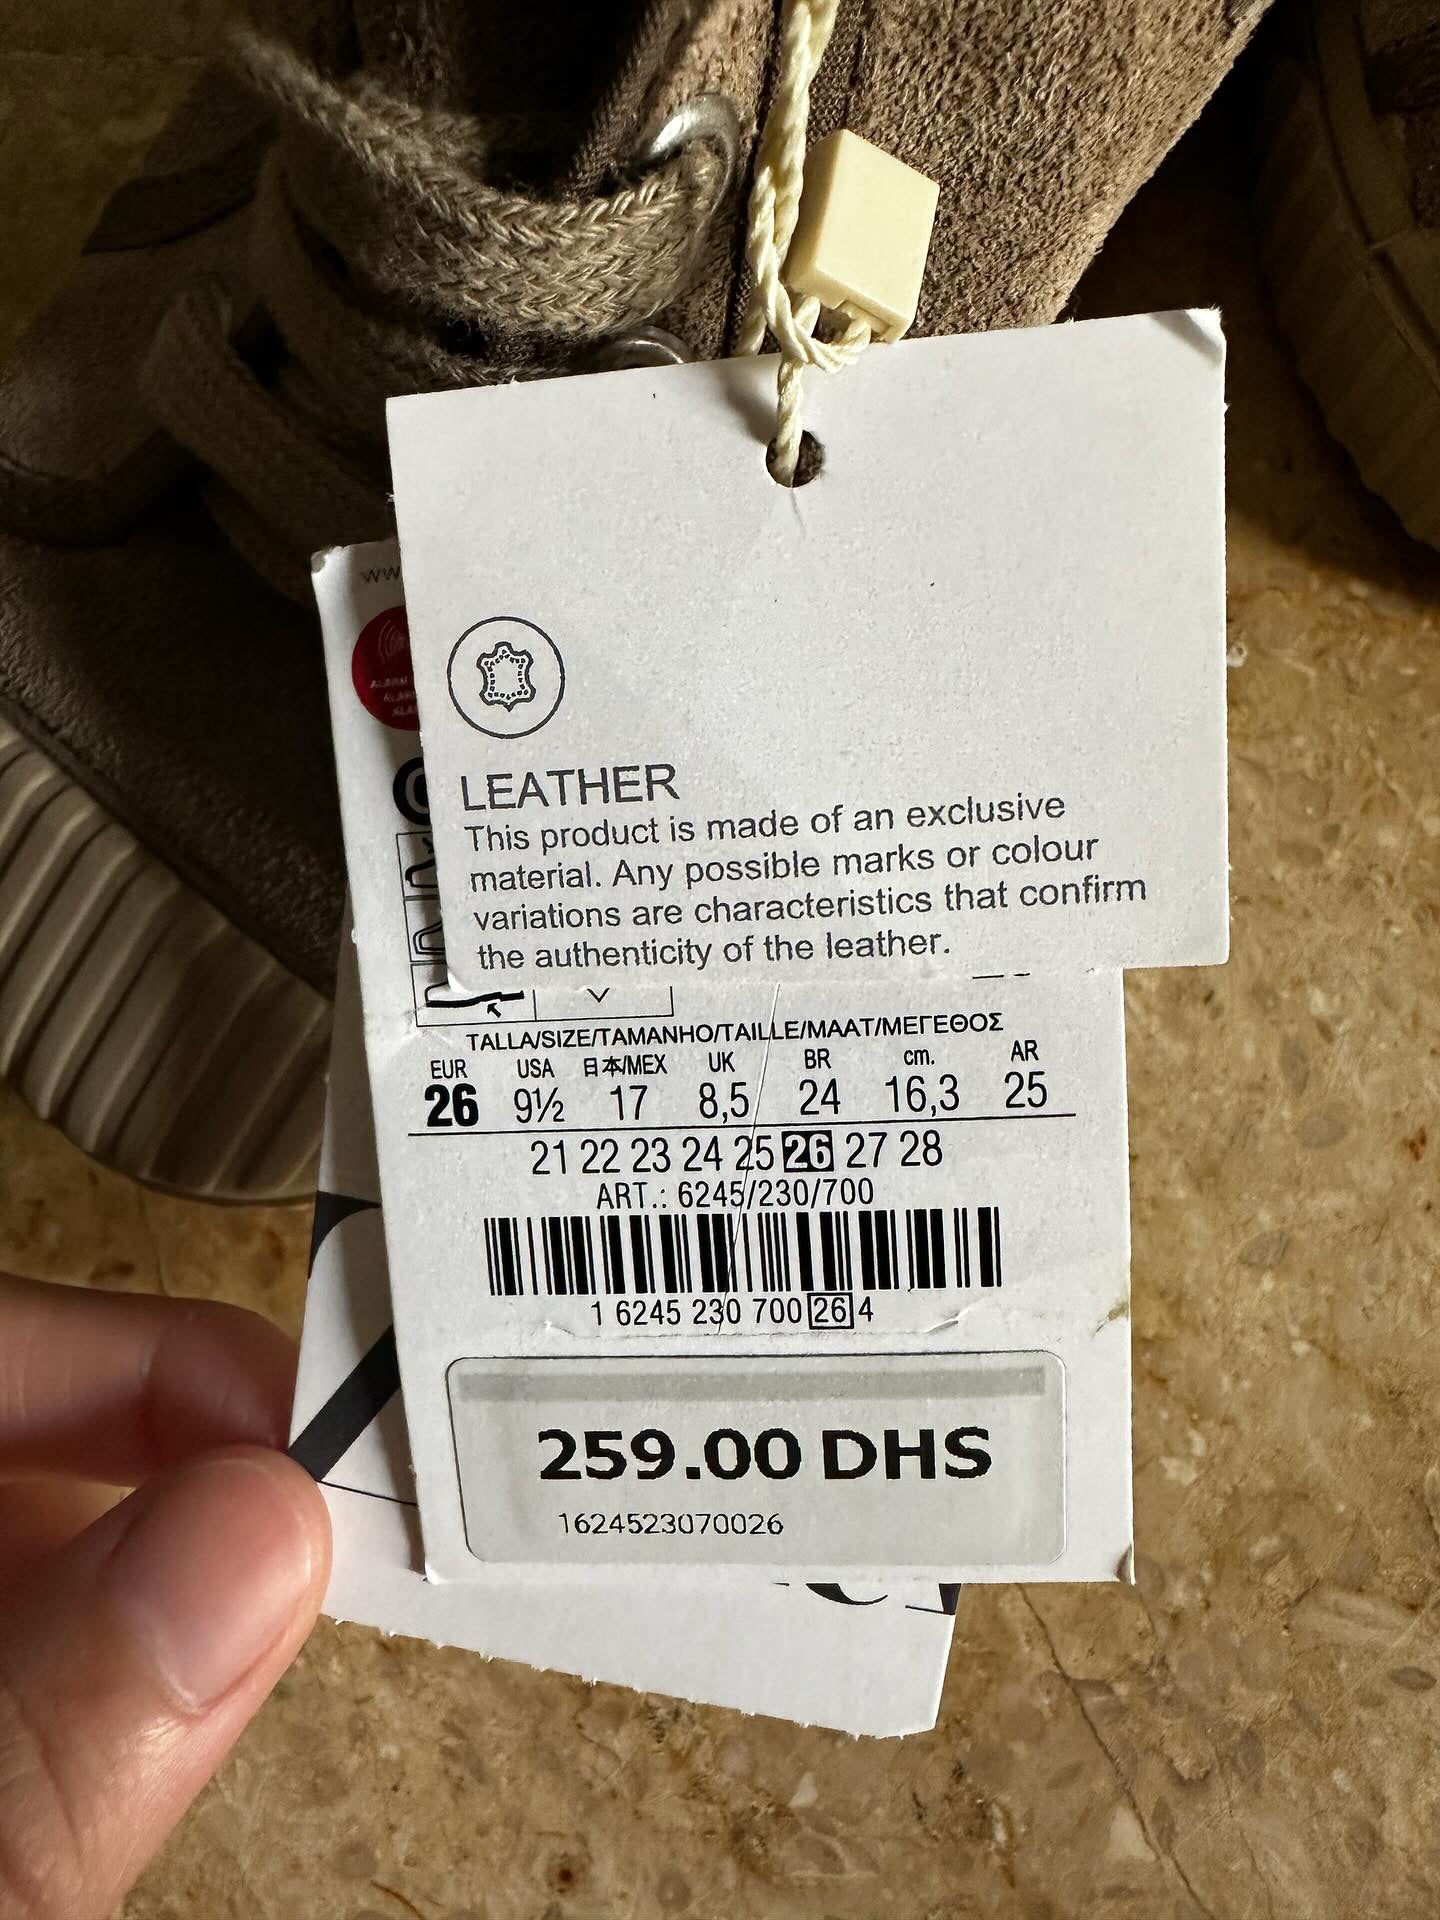 LEATHER
This product is made of an exclusive
material. Any possible marks or colour
variations are characteristics that confirm
the authenticity of the leather.
TALLA/SIZE/TAMANHO/TAILLE/MAAT/ΜΕΓΕΘΟΣ
EUR USA 日本/MEX UK BR cm. AR
26 9½ 17 8,5 24 16,3 25
21 22 23 24 25 26 27 28
ART.: 6245/230/700
1 6245 230 700 26 4
259.00 DHS
1624523070026